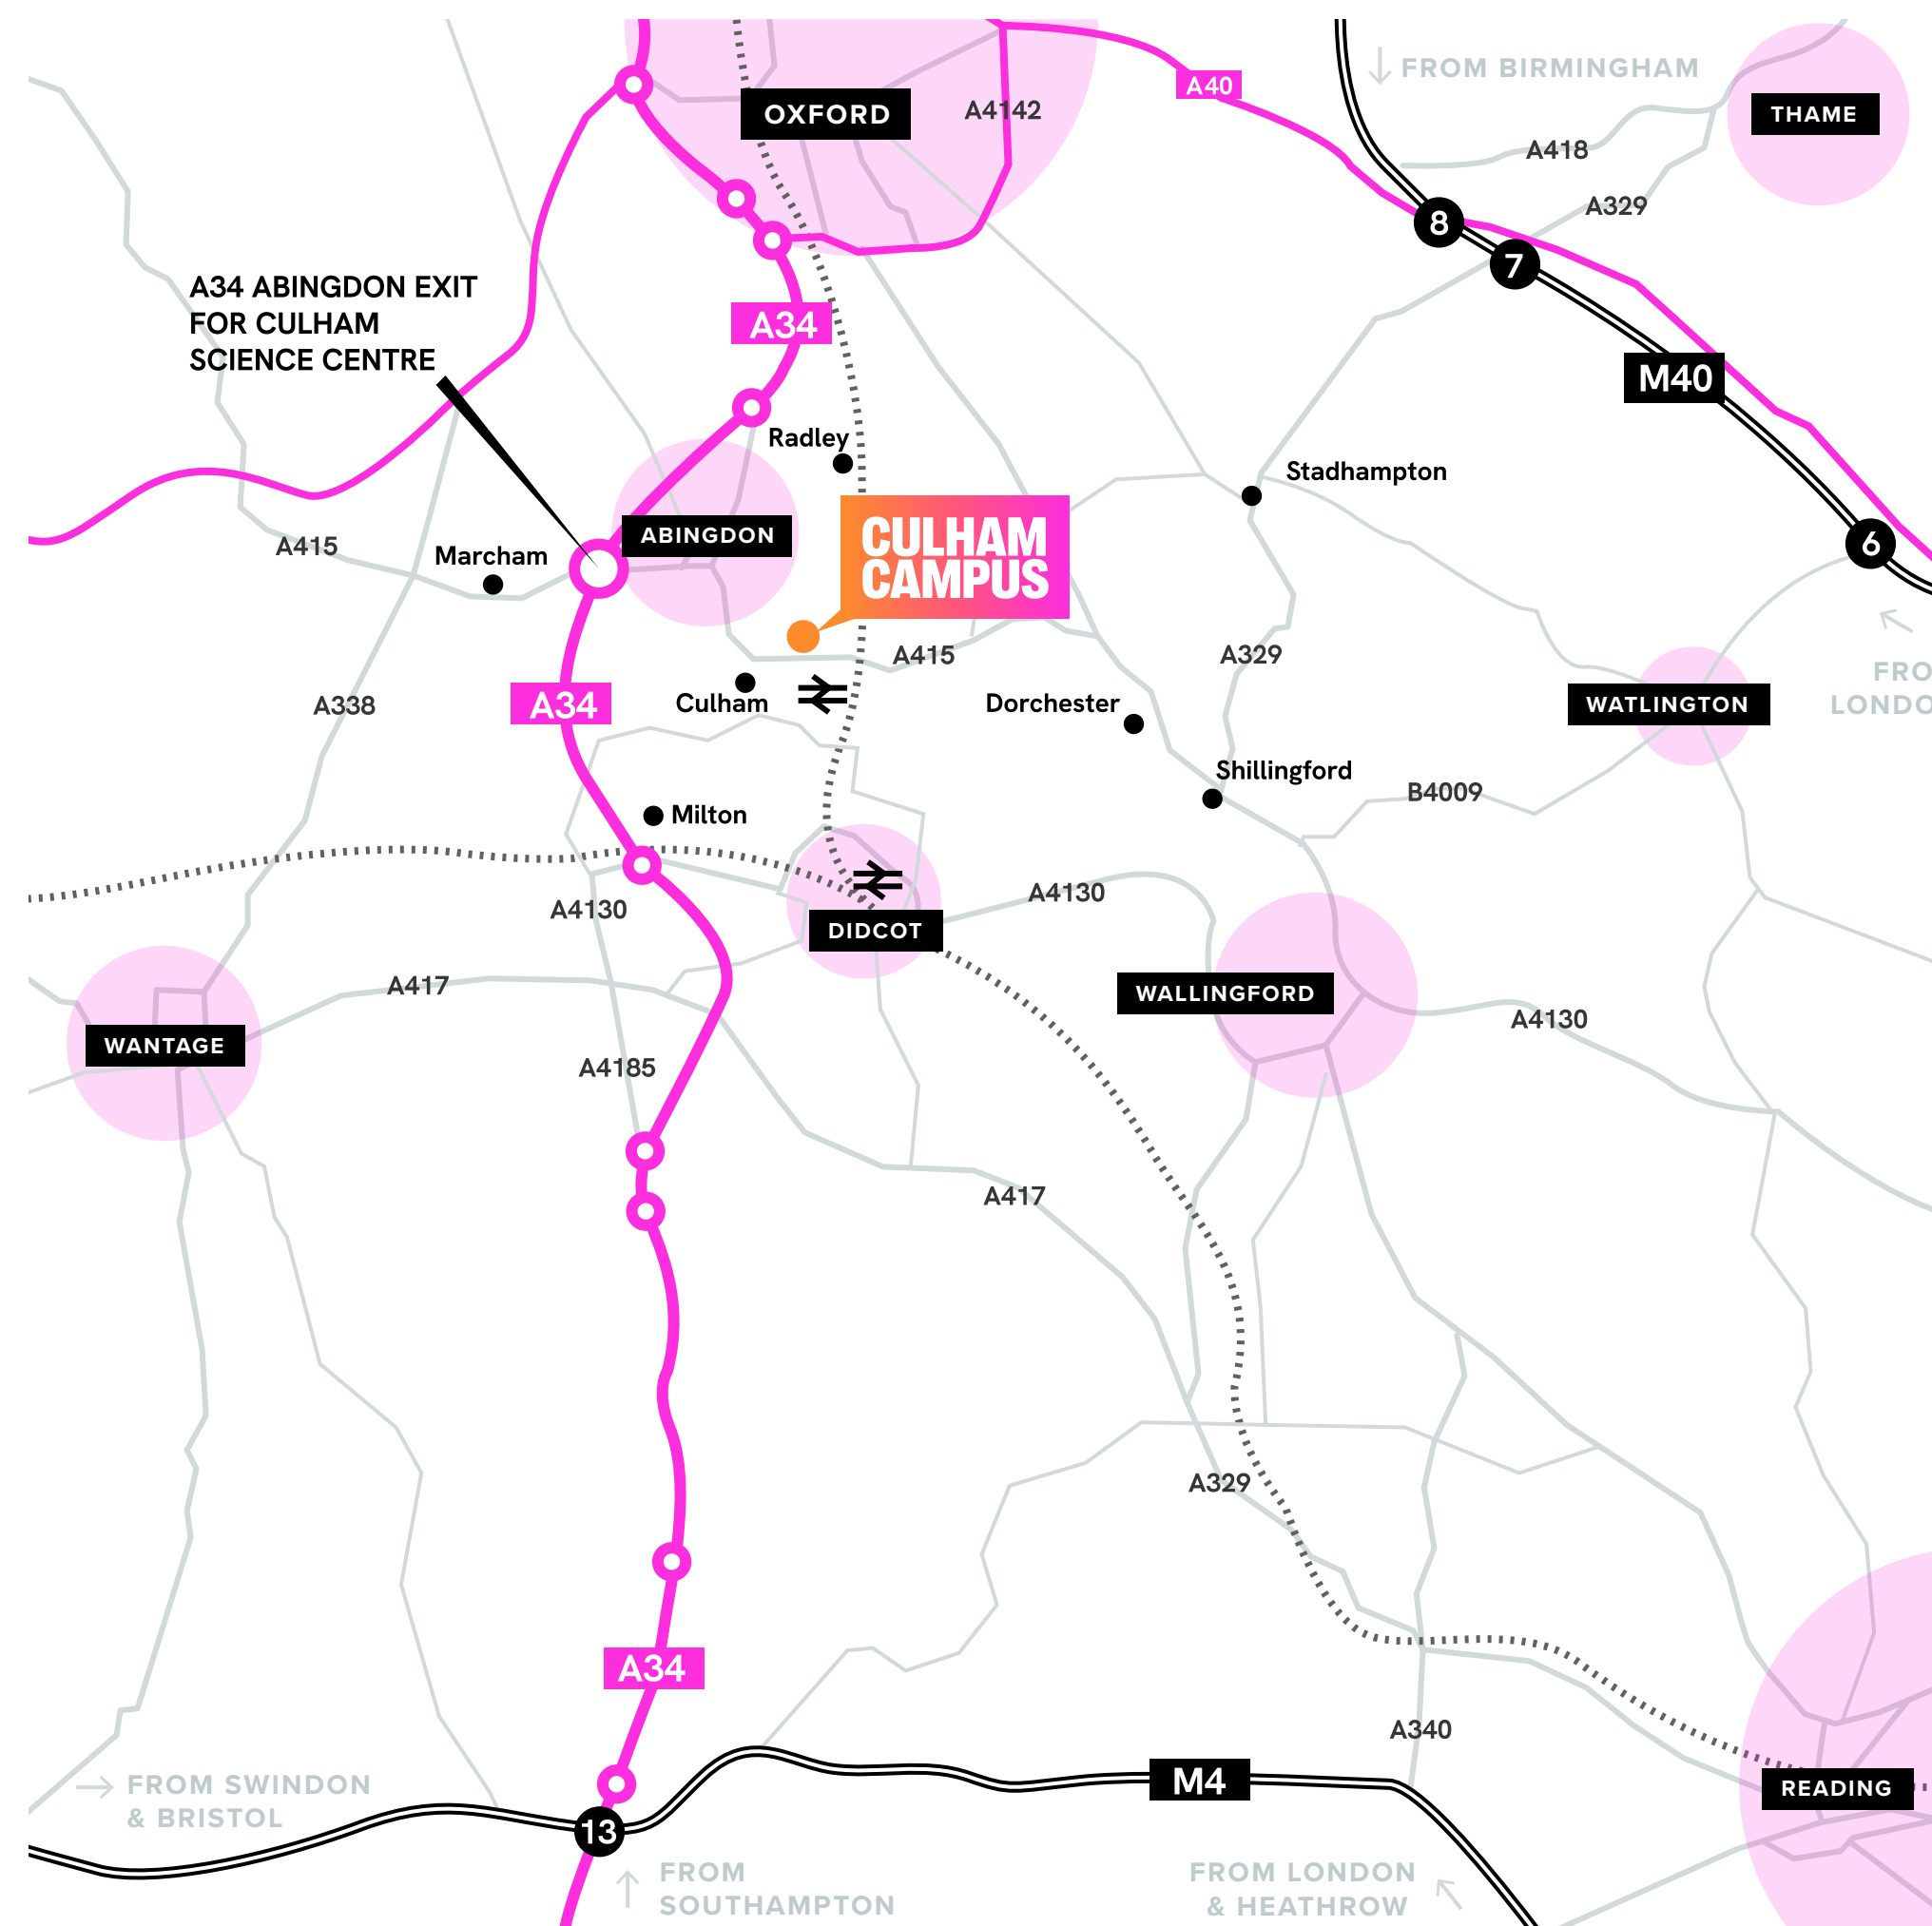 FROM BIRMINGHAM
A40
OXFORD
A4142
THAME
A418
A329
8
7
A34 ABINGDON EXIT
FOR CULHAM
SCIENCE CENTRE
A34
M40
Radley
Stadhampton
CULHAM
CAMPUS
ABINGDON
A415
Marcham
6
A415
A329
FRO
LONDO
A338
A34
Culham
Dorchester
WATLINGTON
Shillingford
B4009
Milton
A4130
A4130
DIDCOT
A417
WALLINGFORD
A4130
WANTAGE
A4185
A417
A329
A34
A340
M4
READING
FROM SWINDON
& BRISTOL
13
FROM
SOUTHAMPTON
FROM LONDON
& HEATHROW